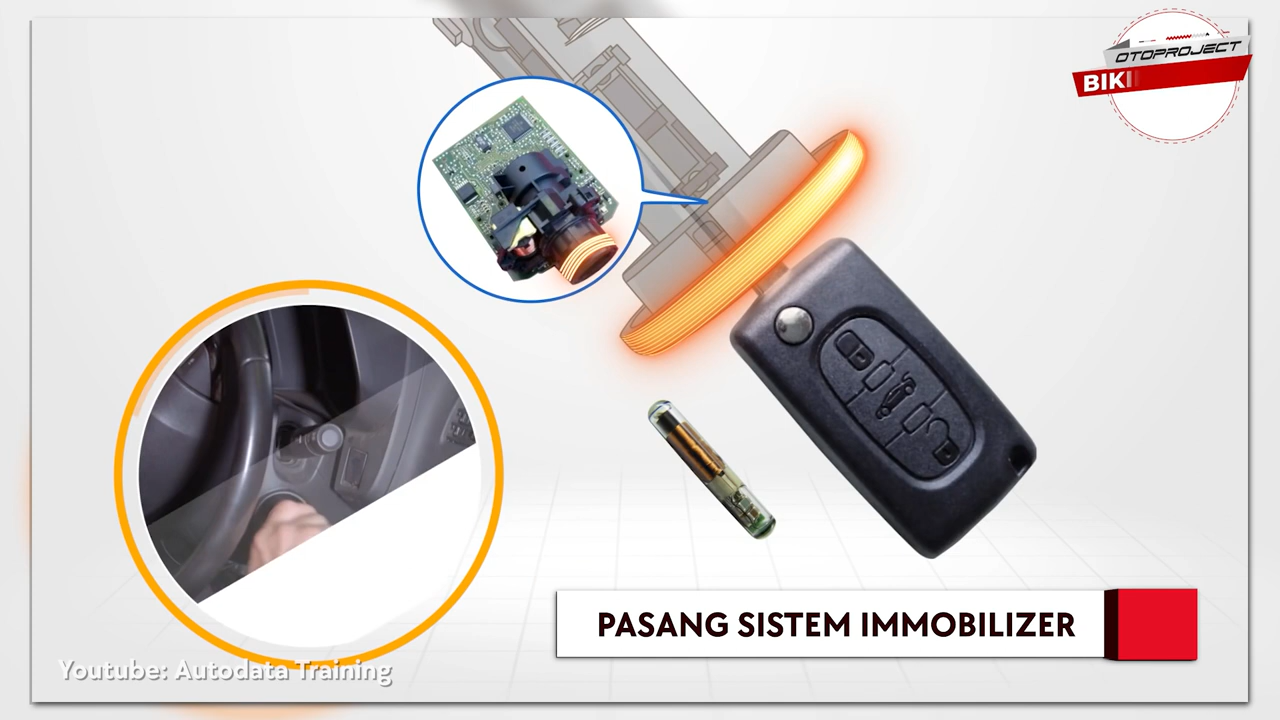 OTOPROJECT
BIK
PASANG SISTEM IMMOBILIZER
Youtube: Autodata Training